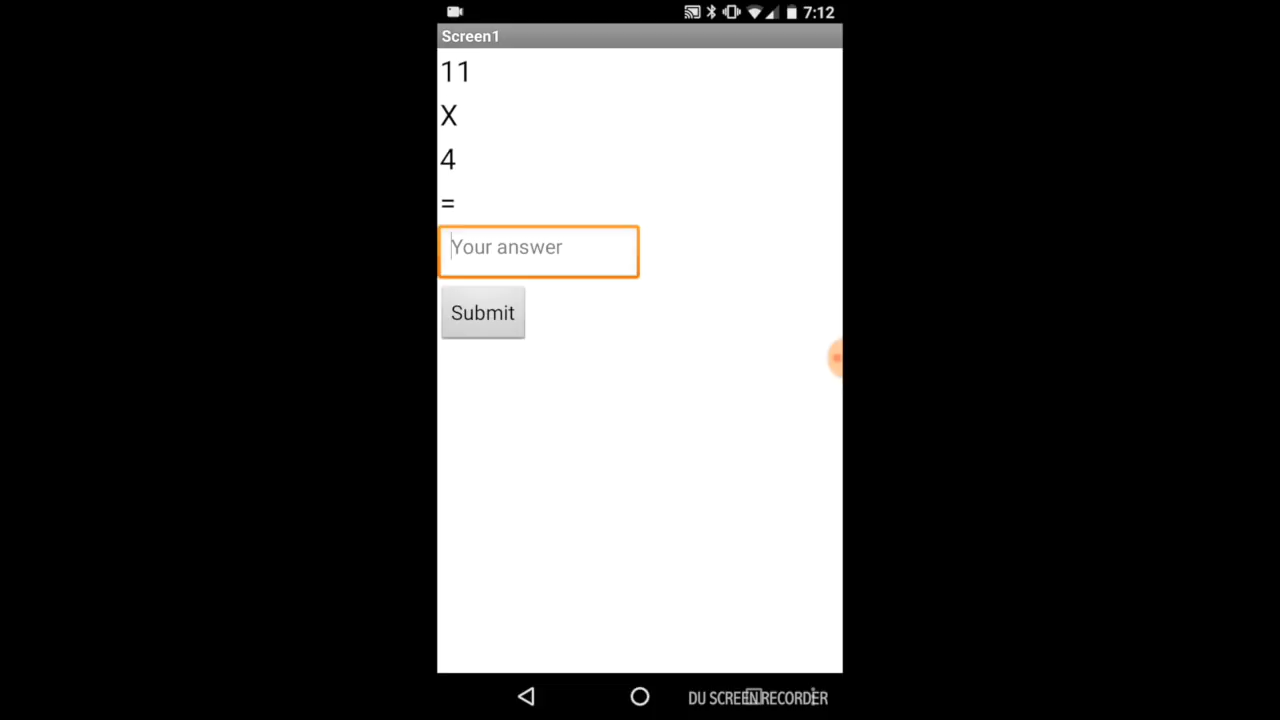 7:12
Screen1
11
X
4
=
Your answer
Submit
DU SCREEN RECORDER